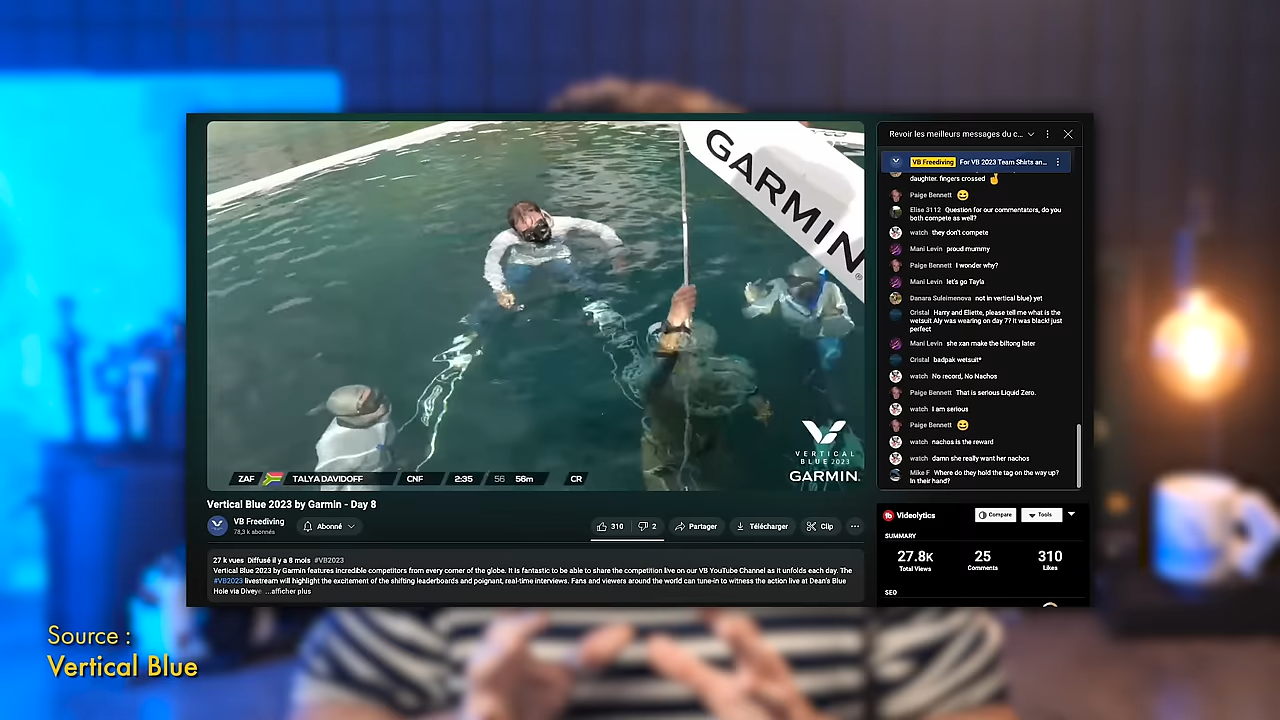 GARMIN
VERTICAL
BLUE 2023
GARMIN.
ZAF TALYA DAVIDOFF CNF 2:35 56 56m CR
Vertical Blue 2023 by Garmin - Day 8
VB Freediving
78,3 k abonnés
Abonné
310
2
Partager
Télécharger
Clip
27 k vues Diffusé il y a 8 mois #VB2023
Vertical Blue 2023 by Garmin features incredible competitors from every corner of the globe. It is fantastic to be able to share the competition live on our VB YouTube Channel as it unfolds each day. The
#VB2023 livestream will highlight the excitement of the shifting leaderboards and poignant, real-time interviews. Fans and viewers around the world can tune-in to witness the action live at Dean's Blue
Hole via Diveye ...afficher plus
Revoir les meilleurs messages du c...
VB Freediving For VB 2023 Team Shirts an...
daughter. fingers crossed
Paige Bennett
Elise 3112 Question for our commentators, do you
both compete as well?
watch they don't compete
Mani Levin proud mummy
Paige Bennett I wonder why?
Mani Levin let's go Tayla
Danara Suleimenova not in vertical blue) yet
Cristal Harry and Eliette, please tell me what is the
wetsuit Aly was wearing on day 7? It was black! just
perfect
Mani Levin she xan make the biltong later
Cristal badpak wetsuit*
watch No record, No Nachos
Paige Bennett That is serious Liquid Zero.
watch I am serious
Paige Bennett
watch nachos is the reward
watch damn she really want her nachos
Mike F Where do they hold the tag on the way up?
In their hand?
Videolytics
Compare
Tools
SUMMARY
27.8K
Total Views
25
Comments
310
Likes
SEO
Source :
Vertical Blue